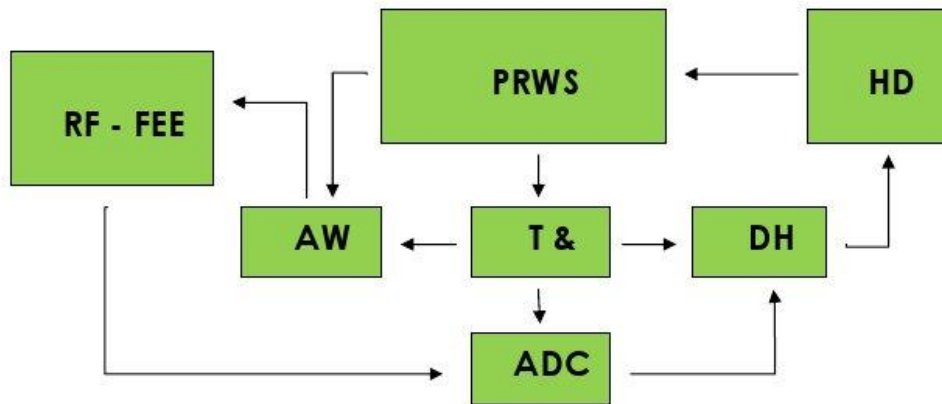 PRWS
HD
RF - FEE
AW
T &
DH
ADC